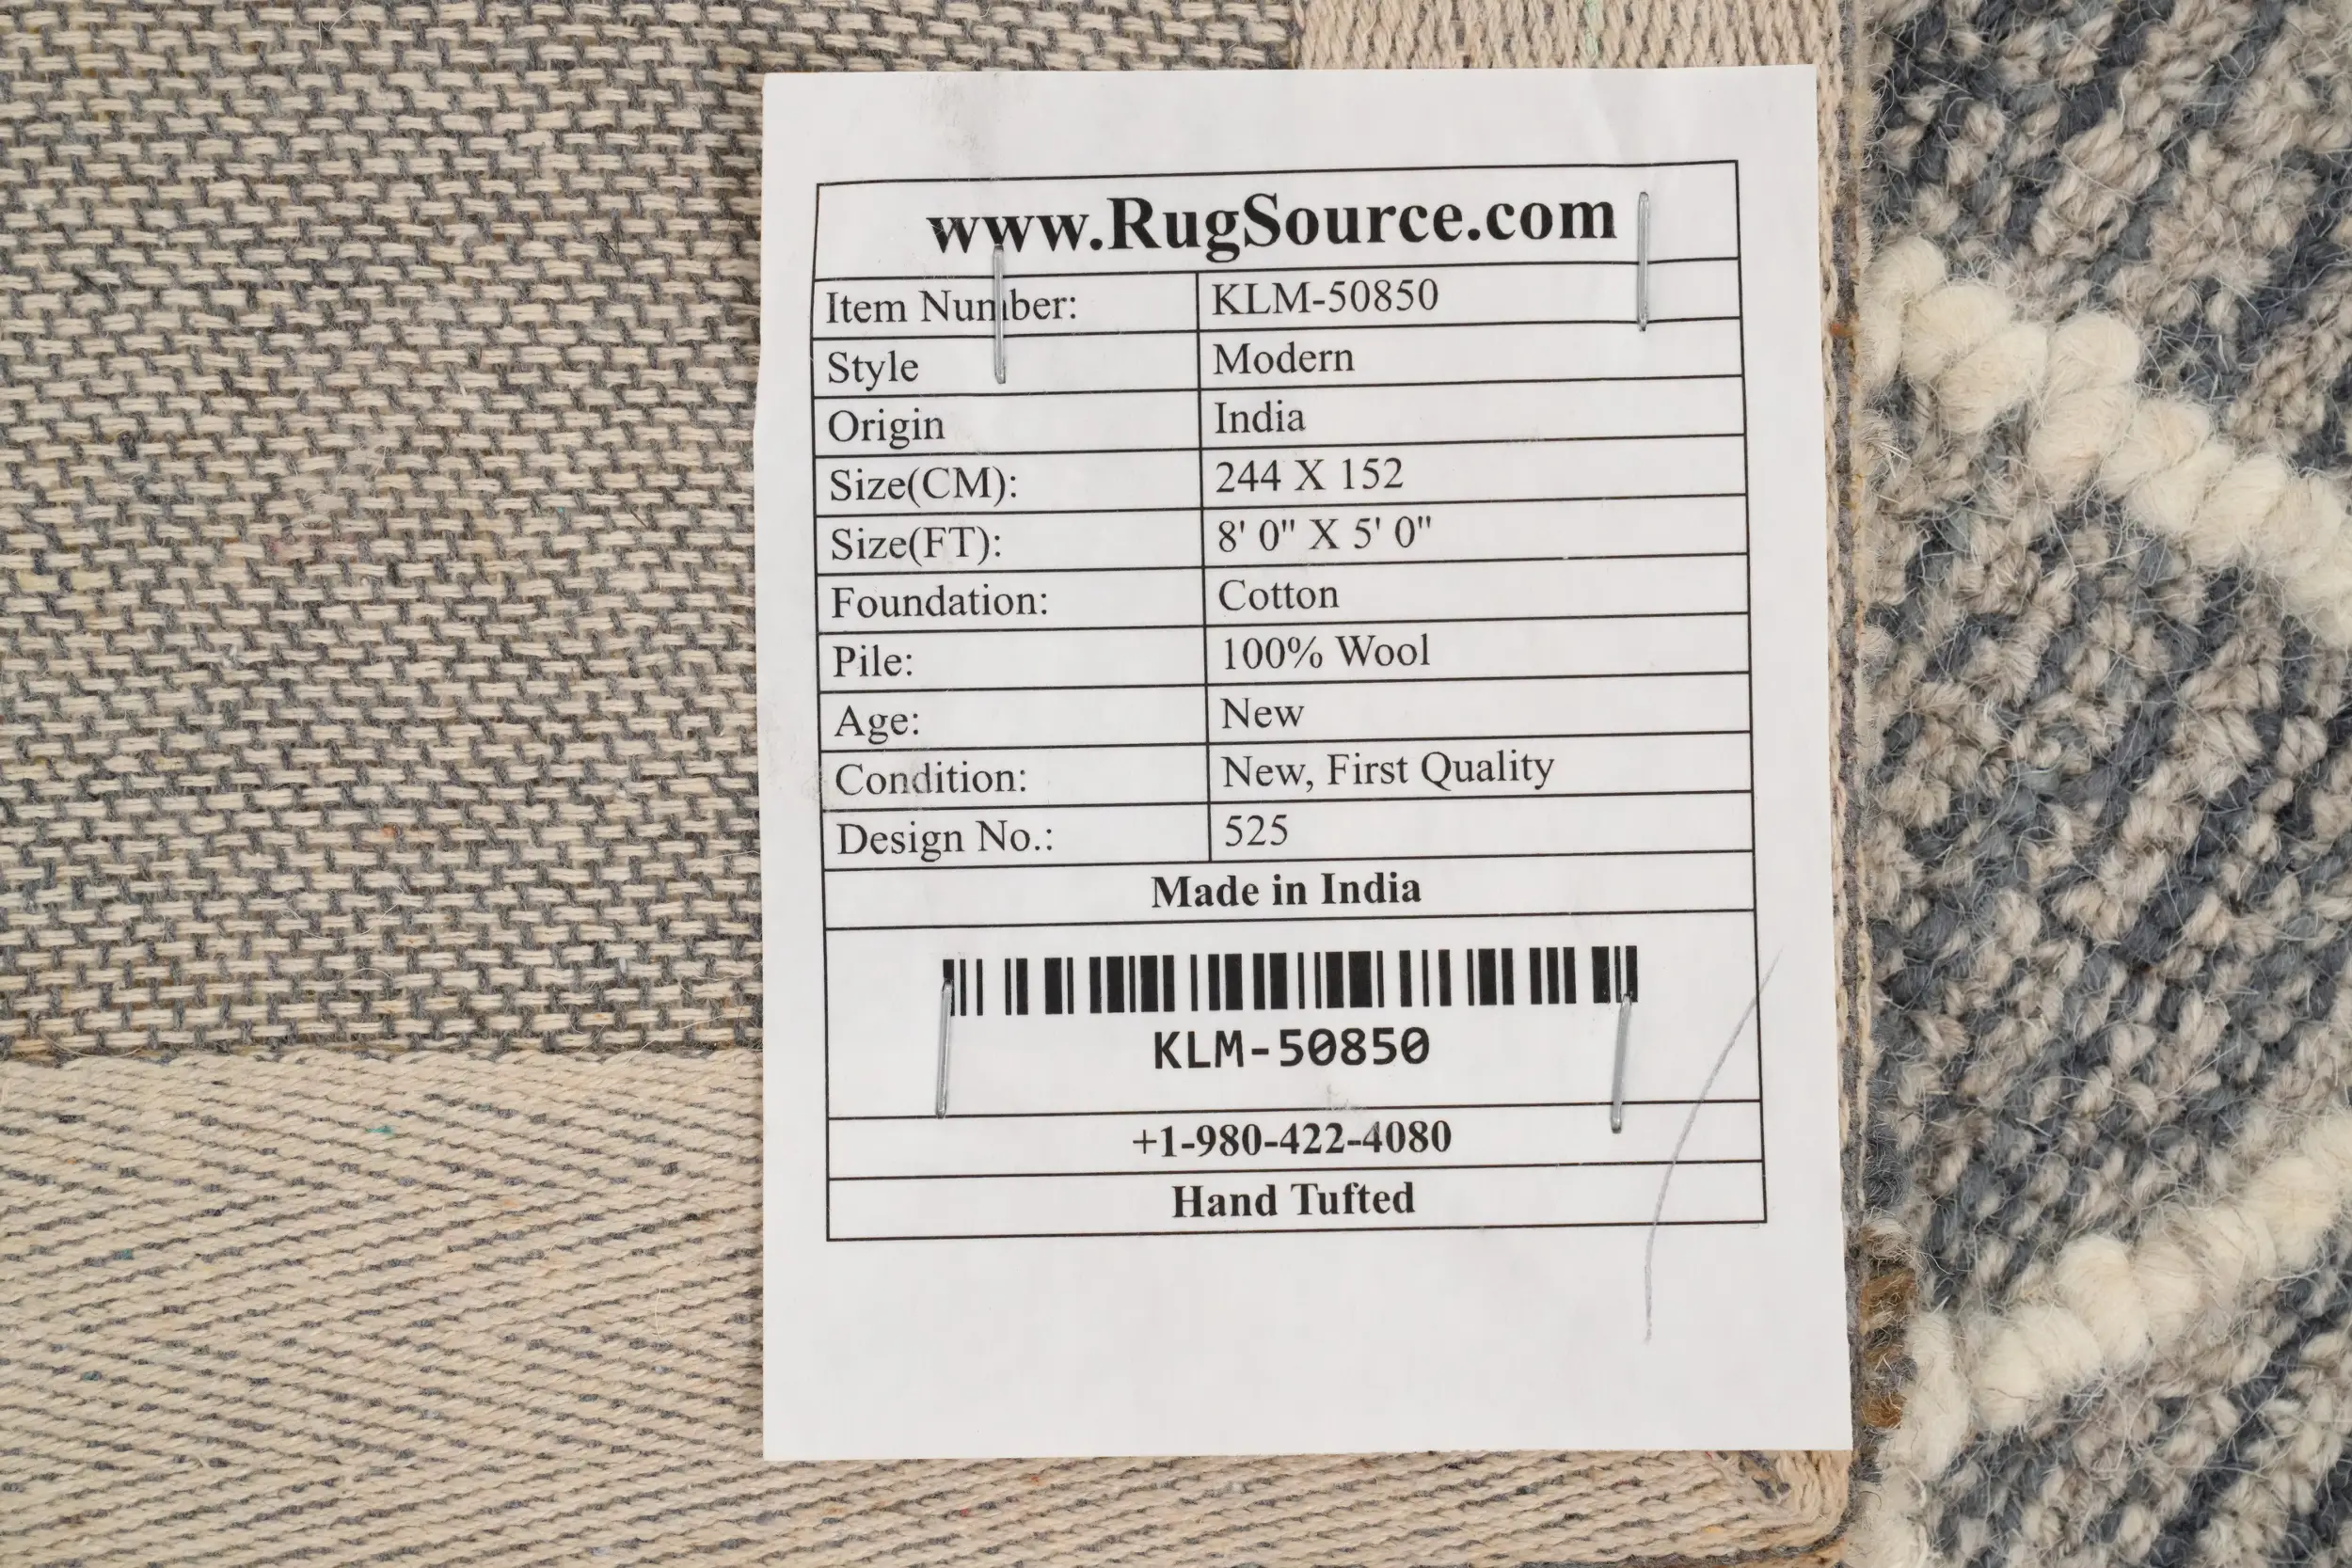 www.RugSource.com
Item Number: KLM-50850
Style Modern
Origin India
Size(CM): 244 X 152
Size(FT): 8' 0" X 5' 0"
Foundation: Cotton
Pile: 100% Wool
Age: New
Condition: New, First Quality
Design No.: 525
Made in India
KLM-50850
+1-980-422-4080
Hand Tufted